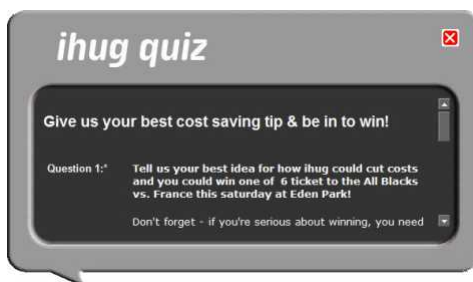 ihug quiz
Give us your best cost saving tip & be in to win!
Question 1:*
Tell us your best idea for how ihug could cut costs
and you could win one of 6 ticket to the All Blacks
vs. France this saturday at Eden Park!
Don't forget - if you're serious about winning, you need